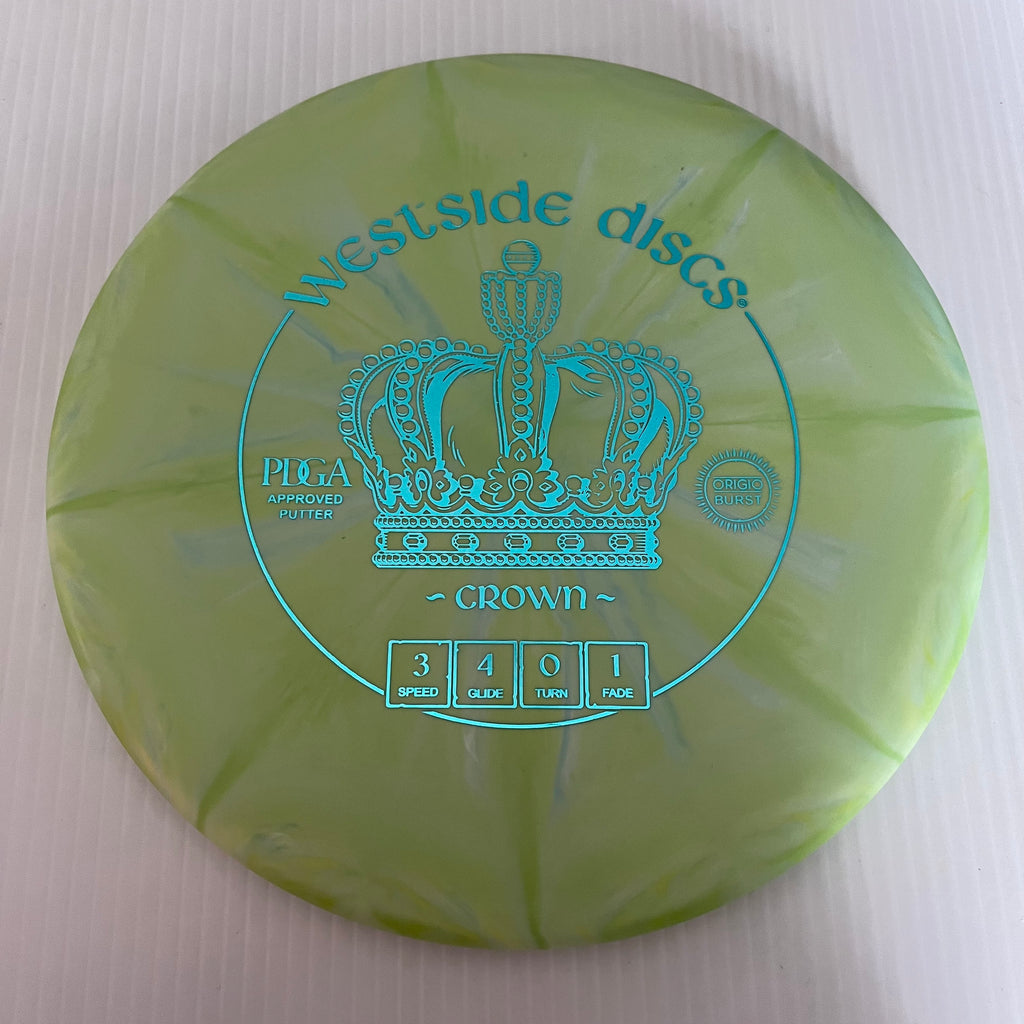 Westside discs
PDGA
APPROVED
PUTTER
ORIGIO
BURST
~ CROWN ~
3 4 0 1
SPEED GLIDE TURN FADE